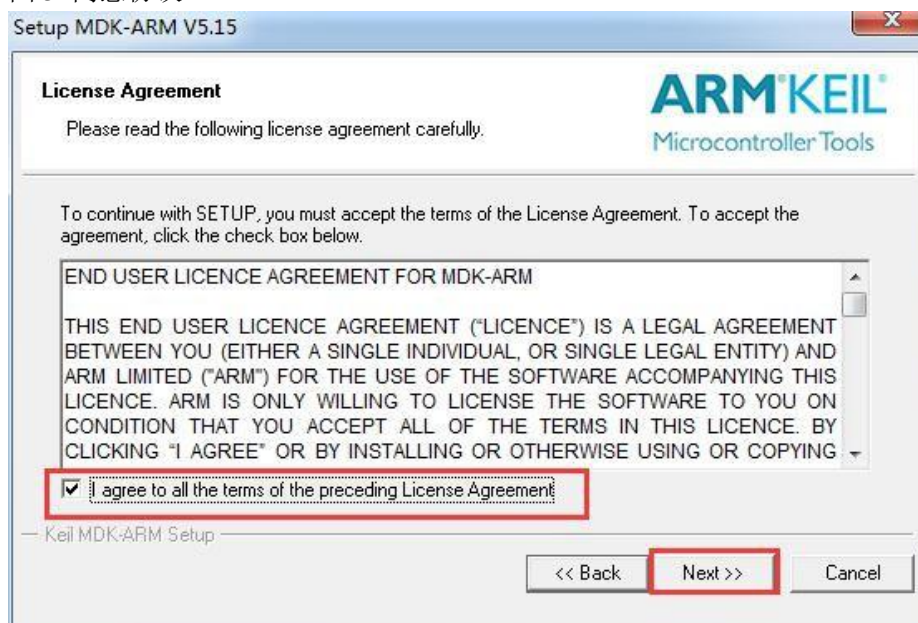 Setup MDK-ARM V5.15
License Agreement
Please read the following license agreement carefully.
ARM®KEIL®
Microcontroller Tools
To continue with SETUP, you must accept the terms of the License Agreement. To accept the
agreement, click the check box below.
END USER LICENCE AGREEMENT FOR MDK-ARM
THIS END USER LICENCE AGREEMENT (“LICENCE”) IS A LEGAL AGREEMENT
BETWEEN YOU (EITHER A SINGLE INDIVIDUAL, OR SINGLE LEGAL ENTITY) AND
ARM LIMITED ("ARM") FOR THE USE OF THE SOFTWARE ACCOMPANYING THIS
LICENCE. ARM IS ONLY WILLING TO LICENSE THE SOFTWARE TO YOU ON
CONDITION THAT YOU ACCEPT ALL OF THE TERMS IN THIS LICENCE. BY
CLICKING “I AGREE” OR BY INSTALLING OR OTHERWISE USING OR COPYING
I agree to all the terms of the preceding License Agreement
Keil MDK-ARM Setup
<< Back Next >> Cancel